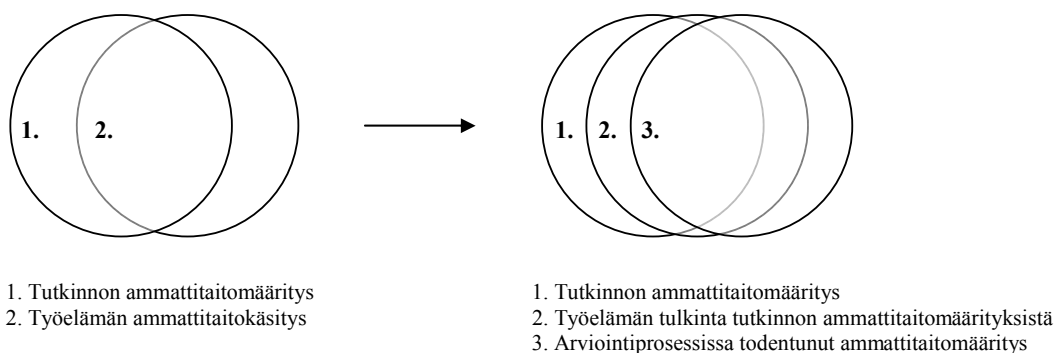 1. 2.
1. 2. 3.
1. Tutkinnon ammattitaitomääritys
2. Työelämän ammattitaitokäsitys
1. Tutkinnon ammattitaitomääritys
2. Työelämän tulkinta tutkinnon ammattitaitomäärityksistä
3. Arviointiprosessissa todentunut ammattitaitomääritys